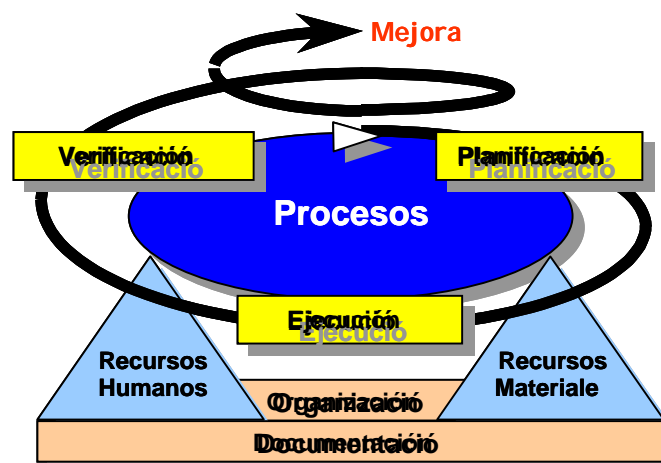 Mejora
Verificación
Planificación
Procesos
Ejecución
Recursos
Humanos
Recursos
Materiale
Organización
Documentación